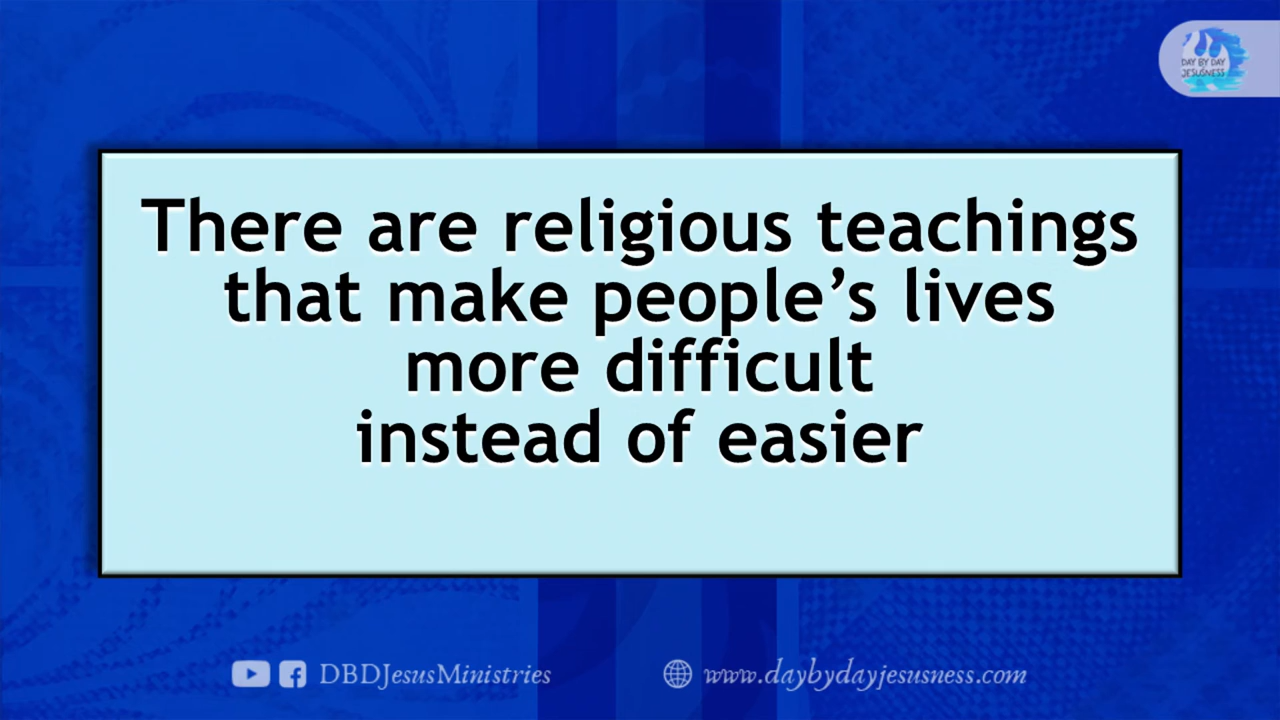 DAY BY DAY
JESUSNESS
There are religious teachings
that make people’s lives
more difficult
instead of easier
DBDJesusMinistries
www.daybydayjesusness.com